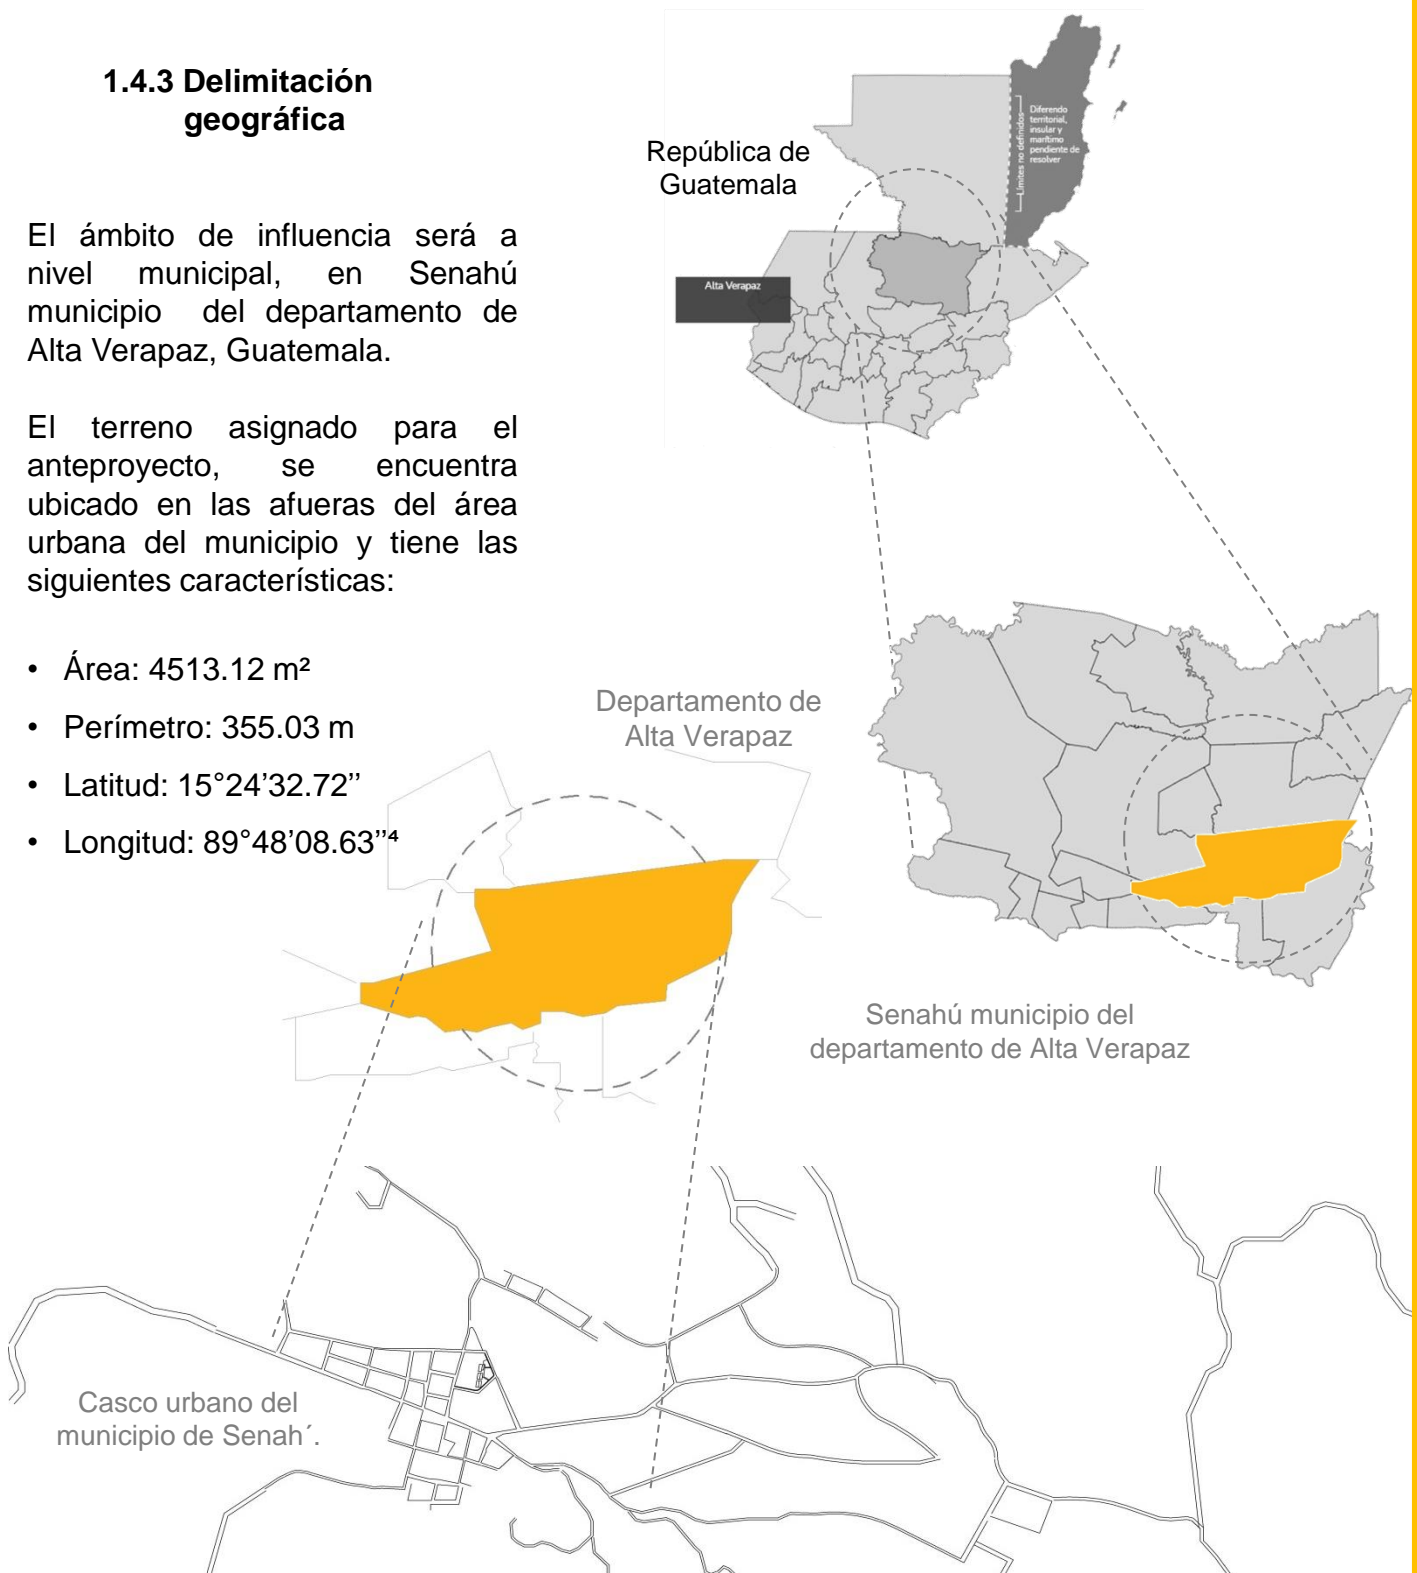 1.4.3 Delimitación
geográfica
El ámbito de influencia será a
nivel municipal, en Senahú
municipio del departamento de
Alta Verapaz, Guatemala.
El terreno asignado para el
anteproyecto, se encuentra
ubicado en las afueras del área
urbana del municipio y tiene las
siguientes características:
• Área: 4513.12 m²
• Perímetro: 355.03 m
• Latitud: 15°24’32.72’’
• Longitud: 89°48’08.63’’⁴
República de
Guatemala
Límites no definidos
Diferendo
territorial,
insular y
marítimo
pendiente de
resolver
Alta Verapaz
Departamento de
Alta Verapaz
Senahú municipio del
departamento de Alta Verapaz
Casco urbano del
municipio de Senah´.